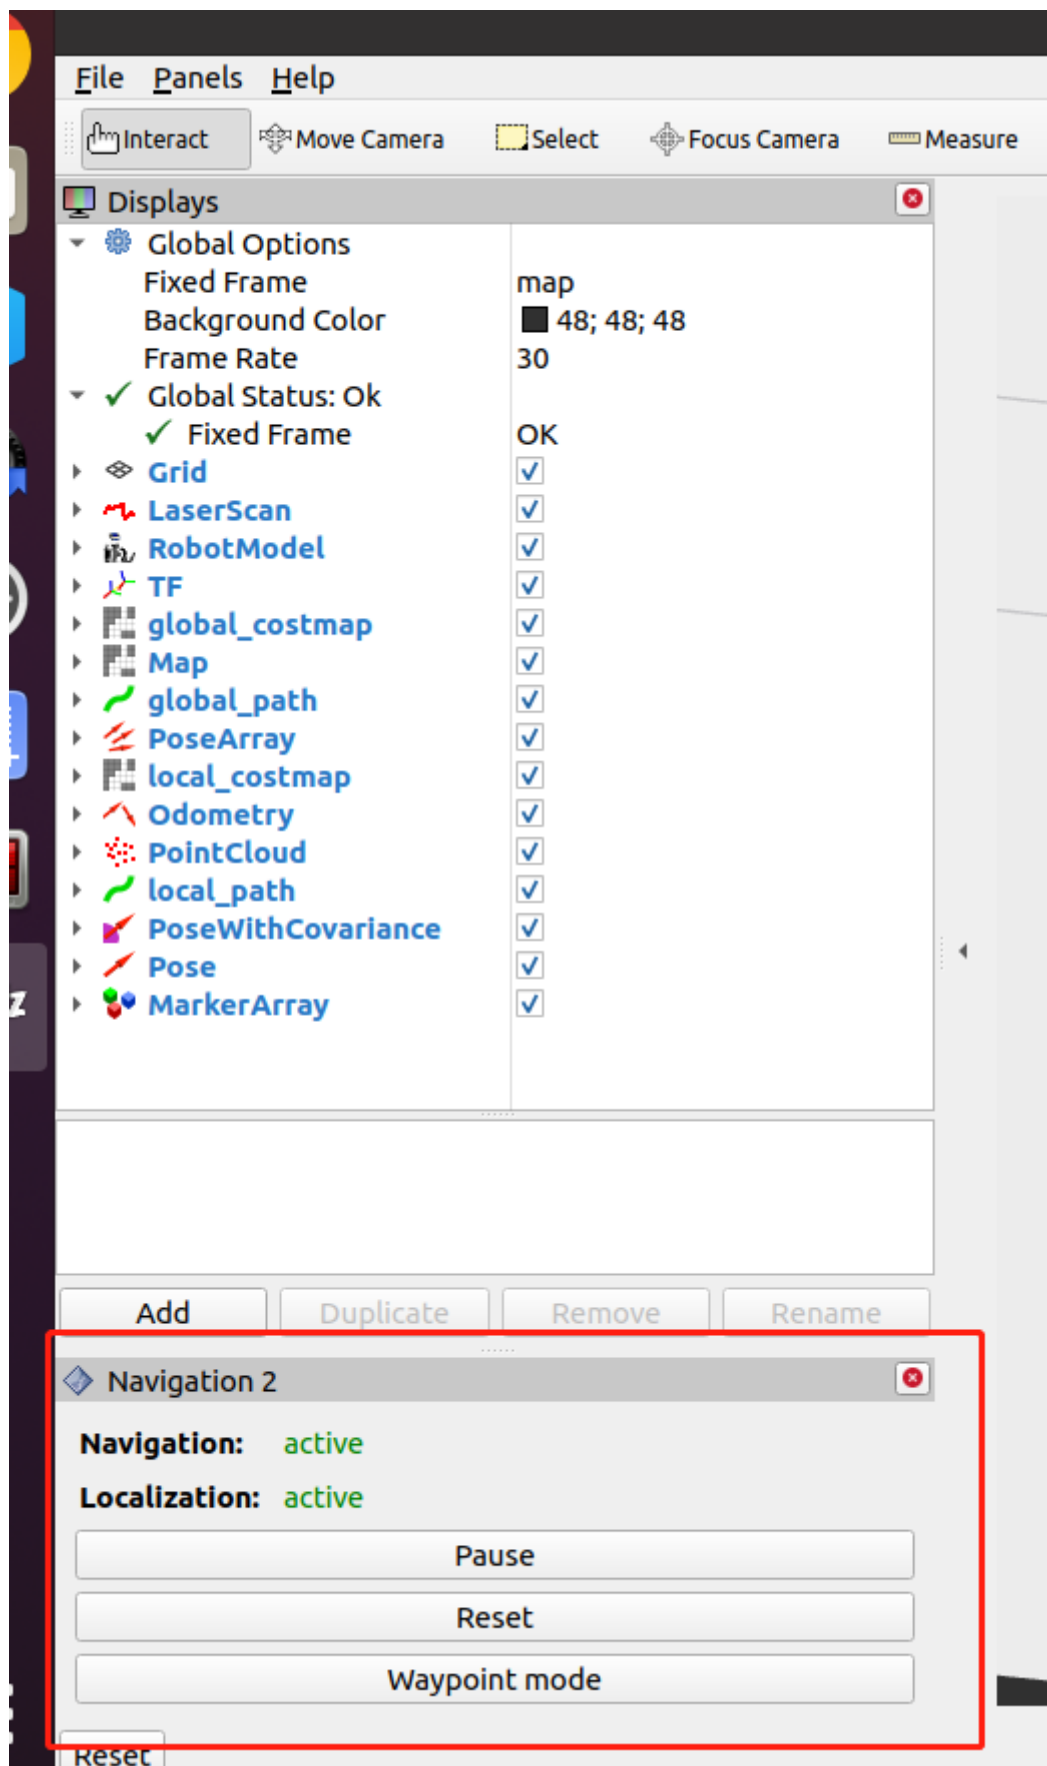 File Panels Help
Interact Move Camera Select Focus Camera Measure
Displays
Global Options
Fixed Frame map
Background Color 48; 48; 48
Frame Rate 30
Global Status: Ok
Fixed Frame OK
Grid
LaserScan
RobotModel
TF
global_costmap
Map
global_path
PoseArray
local_costmap
Odometry
PointCloud
local_path
PoseWithCovariance
Pose
MarkerArray
Add Duplicate Remove Rename
Navigation 2
Navigation: active
Localization: active
Pause
Reset
Waypoint mode
Reset